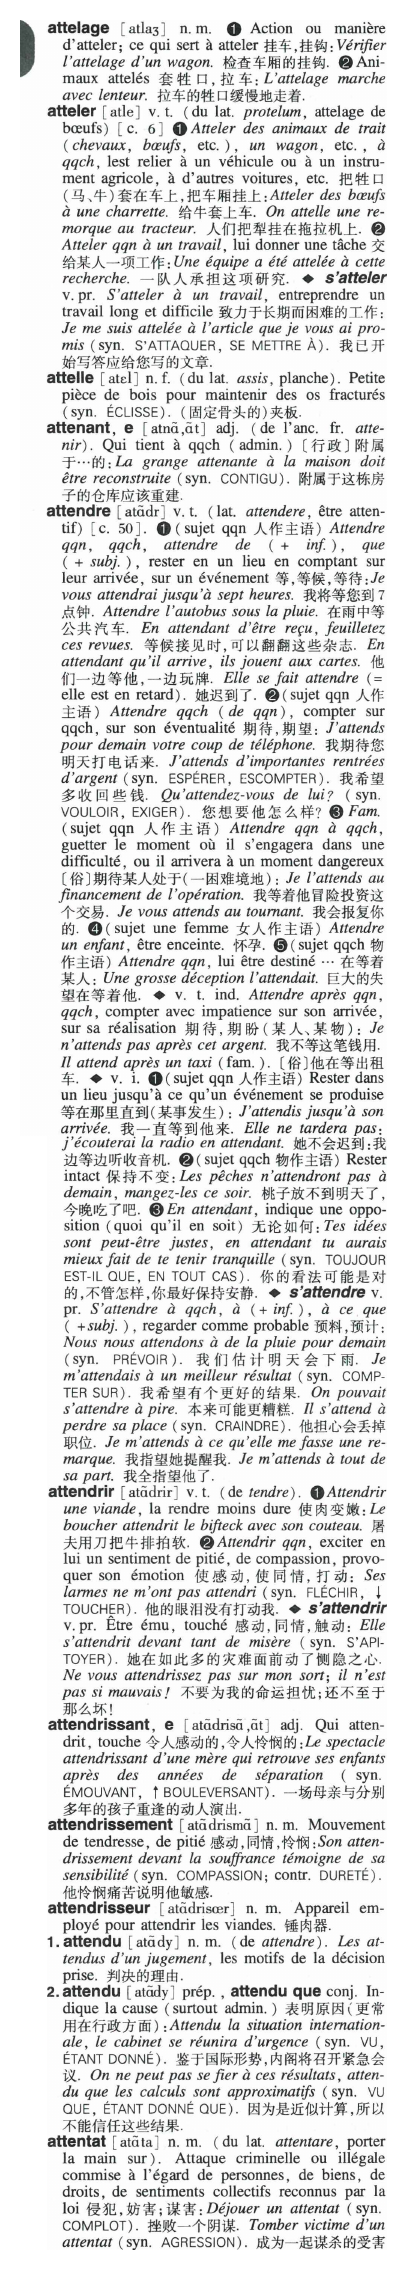 attelage [atlaʒ] n. m. ❶ Action ou manière
d'atteler; ce qui sert à atteler 挂车,挂钩:Vérifier
l'attelage d'un wagon. 检查车厢的挂钩. ❷ Ani-
maux attelés 套牲口,拉车:L'attelage marche
avec lenteur. 拉车的牲口缓慢地走着.
atteler [atle] v. t. (du lat. protelum, attelage de
bœufs) [c. 6] ❶ Atteler des animaux de trait
(chevaux, bœufs, etc.), un wagon, etc., à
qqch, lest relier à un véhicule ou à un instru-
ment agricole, à d'autres voitures, etc. 把牲口
(马、牛)套在车上,把车厢挂上:Atteler des bœufs
à une charrette. 给牛套上车. On attelle une re-
morque au tracteur. 人们把犁挂在拖拉机上. ❷
Atteler qqn à un travail, lui donner une tâche 交
给某人一项工作:Une équipe a été attelée à cette
recherche. 一队人承担这项研究. ◆ s'atteler
v. pr. S'atteler à un travail, entreprendre un
travail long et difficile 致力于长期而困难的工作:
Je me suis attelée à l'article que je vous ai pro-
mis (syn. S'ATTAQUER, SE METTRE À). 我已开
始写答应给您写的文章.
attelle [atɛl] n. f. (du lat. assis, planche). Petite
pièce de bois pour maintenir des os fracturés
(syn. ÉCLISSE). (固定骨头的)夹板.
attenant, e [atnɑ̃,ɑ̃t] adj. (de l'anc. fr. atte-
nir). Qui tient à qqch (admin.) 〔行政〕附属
于…的:La grange attenante à la maison doit
être reconstruite (syn. CONTIGU). 附属于这栋房
子的仓库应该重建.
attendre [atɑ̃dr] v. t. (lat. attendere, être atten-
tif) [c. 50]. ❶(sujet qqn 人作主语) Attendre
qqn, qqch, attendre de (+ inf.), que
(+ subj.), rester en un lieu en comptant sur
leur arrivée, sur un événement 等,等候,等待:Je
vous attendrai jusqu'à sept heures. 我将等您到7
点钟. Attendre l'autobus sous la pluie. 在雨中等
公共汽车. En attendant d'être reçu, feuilletez
ces revues. 等候接见时,可以翻翻这些杂志. En
attendant qu'il arrive, ils jouent aux cartes. 他
们一边等他,一边玩牌. Elle se fait attendre (=
elle est en retard). 她迟到了. ❷(sujet qqn 人作
主语) Attendre qqch (de qqn), compter sur
qqch, sur son éventualité 期待,期望: J'attends
pour demain votre coup de téléphone. 我期待您
明天打电话来. J'attends d'importantes rentrées
d'argent (syn. ESPÉRER, ESCOMPTER). 我希望
多收回些钱. Qu'attendez-vous de lui? (syn.
VOULOIR, EXIGER). 您想要他怎么样? ❸ Fam.
(sujet qqn 人作主语) Attendre qqn à qqch,
guetter le moment où il s'engagera dans une
difficulté, ou il arrivera à un moment dangereux
〔俗〕期待某人处于(一困难境地): Je l'attends au
financement de l'opération. 我等着他冒险投资这
个交易. Je vous attends au tournant. 我会报复你
的. ❹(sujet une femme 女人作主语) Attendre
un enfant, être enceinte. 怀孕. ❺(sujet qqch 物
作主语) Attendre qqn, lui être destiné … 在等着
某人: Une grosse déception l'attendait. 巨大的失
望在等着他. ◆ v. t. ind. Attendre après qqn,
qqch, compter avec impatience sur son arrivée,
sur sa réalisation 期待,期盼(某人、某物): Je
n'attends pas après cet argent. 我不等这笔钱用.
Il attend après un taxi (fam.). 〔俗〕他在等出租
车. ◆ v. i. ❶(sujet qqn 人作主语) Rester dans
un lieu jusqu'à ce qu'un événement se produise
等在那里直到(某事发生): J'attendis jusqu'à son
arrivée. 我一直等到他来. Elle ne tardera pas;
j'écouterai la radio en attendant. 她不会迟到;我
边等边听收音机. ❷(sujet qqch 物作主语) Rester
intact 保持不变:Les pêches n'attendront pas à
demain, mangez-les ce soir. 桃子放不到明天了,
今晚吃了吧. ❸En attendant, indique une oppo-
sition (quoi qu'il en soit) 无论如何:Tes idées
sont peut-être justes, en attendant tu aurais
mieux fait de te tenir tranquille (syn. TOUJOUR
EST-IL QUE, EN TOUT CAS). 你的看法可能是对
的,不管怎样,你最好保持安静. ◆ s'attendre v.
pr. S'attendre à qqch, à (+ inf.), à ce que
(+subj.), regarder comme probable 预料,预计:
Nous nous attendons à de la pluie pour demain
(syn. PRÉVOIR). 我们估计明天会下雨. Je
m'attendais à un meilleur résultat (syn. COMP-
TER SUR). 我希望有个更好的结果. On pouvait
s'attendre à pire. 本来可能更糟糕. Il s'attend à
perdre sa place (syn. CRAINDRE). 他担心会丢掉
职位. Je m'attends à ce qu'elle me fasse une re-
marque. 我指望她提醒我. Je m'attends à tout de
sa part. 我全指望他了.
attendrir [atɑ̃drir] v. t. (de tendre). ❶Attendrir
une viande, la rendre moins dure 使肉变嫩:Le
boucher attendrit le bifteck avec son couteau. 屠
夫用刀把牛排拍软. ❷Attendrir qqn, exciter en
lui un sentiment de pitié, de compassion, provo-
quer son émotion 使感动,使同情,打动: Ses
larmes ne m'ont pas attendri (syn. FLÉCHIR, ↓
TOUCHER). 他的眼泪没有打动我. ◆ s'attendrir
v. pr. Être ému, touché 感动,同情,触动: Elle
s'attendrit devant tant de misère (syn. S'API-
TOYER). 她在如此多的灾难面前动了恻隐之心.
Ne vous attendrissez pas sur mon sort; il n'est
pas si mauvais! 不要为我的命运担忧;还不至于
那么坏!
attendrissant, e [atɑ̃drisɑ̃,ɑ̃t] adj. Qui atten-
drit, touche 令人感动的,令人怜悯的:Le spectacle
attendrissant d'une mère qui retrouve ses enfants
après des années de séparation (syn.
ÉMOUVANT, ↑BOULEVERSANT). 一场母亲与分别
多年的孩子重逢的动人演出.
attendrissement [atɑ̃drismɑ̃] n. m. Mouvement
de tendresse, de pitié 感动,同情,怜悯:Son atten-
drissement devant la souffrance témoigne de sa
sensibilité (syn. COMPASSION; contr. DURETÉ).
他怜悯痛苦说明他敏感.
attendrisseur [atɑ̃drisœr] n. m. Appareil em-
ployé pour attendrir les viandes. 锤肉器.
1. attendu [atɑ̃dy] n. m. (de attendre). Les at-
tendus d'un jugement, les motifs de la décision
prise. 判决的理由.
2. attendu [atɑ̃dy] prép., attendu que conj. In-
dique la cause (surtout admin.) 表明原因(更常
用在行政方面):Attendu la situation internation-
ale, le cabinet se réunira d'urgence (syn. VU,
ÉTANT DONNÉ). 鉴于国际形势,内阁将召开紧急会
议. On ne peut pas se fier à ces résultats, atten-
du que les calculs sont approximatifs (syn. VU
QUE, ÉTANT DONNÉ QUE). 因为是近似计算,所以
不能信任这些结果.
attentat [atɑ̃ta] n. m. (du lat. attentare, porter
la main sur). Attaque criminelle ou illégale
commise à l'égard de personnes, de biens, de
droits, de sentiments collectifs reconnus par la
loi 侵犯,妨害;谋害:Déjouer un attentat (syn.
COMPLOT). 挫败一个阴谋. Tomber victime d'un
attentat (syn. AGRESSION). 成为一起谋杀的受害